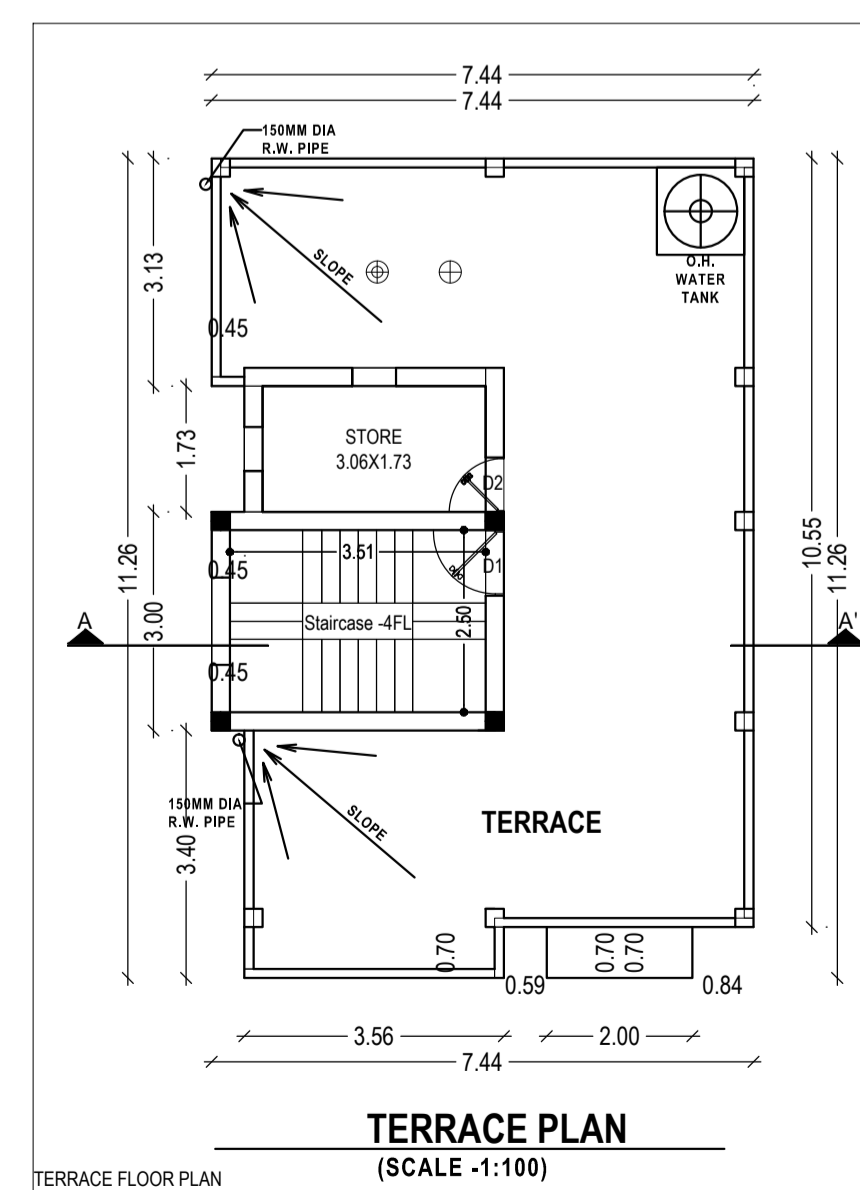 7.44
7.44
150MM DIA
R.W. PIPE
3.13
SLOPE
O.H.
WATER
TANK
0.45
STORE
3.06X1.73
1.73
D2
11.26
3.51
D1
10.55
11.26
0.45
3.00
Staircase -4FL
2.50
A
A'
0.45
150MM DIA
R.W. PIPE
SLOPE
TERRACE
3.40
0.70
0.70
0.70
0.59
0.84
3.56
2.00
7.44
TERRACE PLAN
(SCALE -1:100)
TERRACE FLOOR PLAN